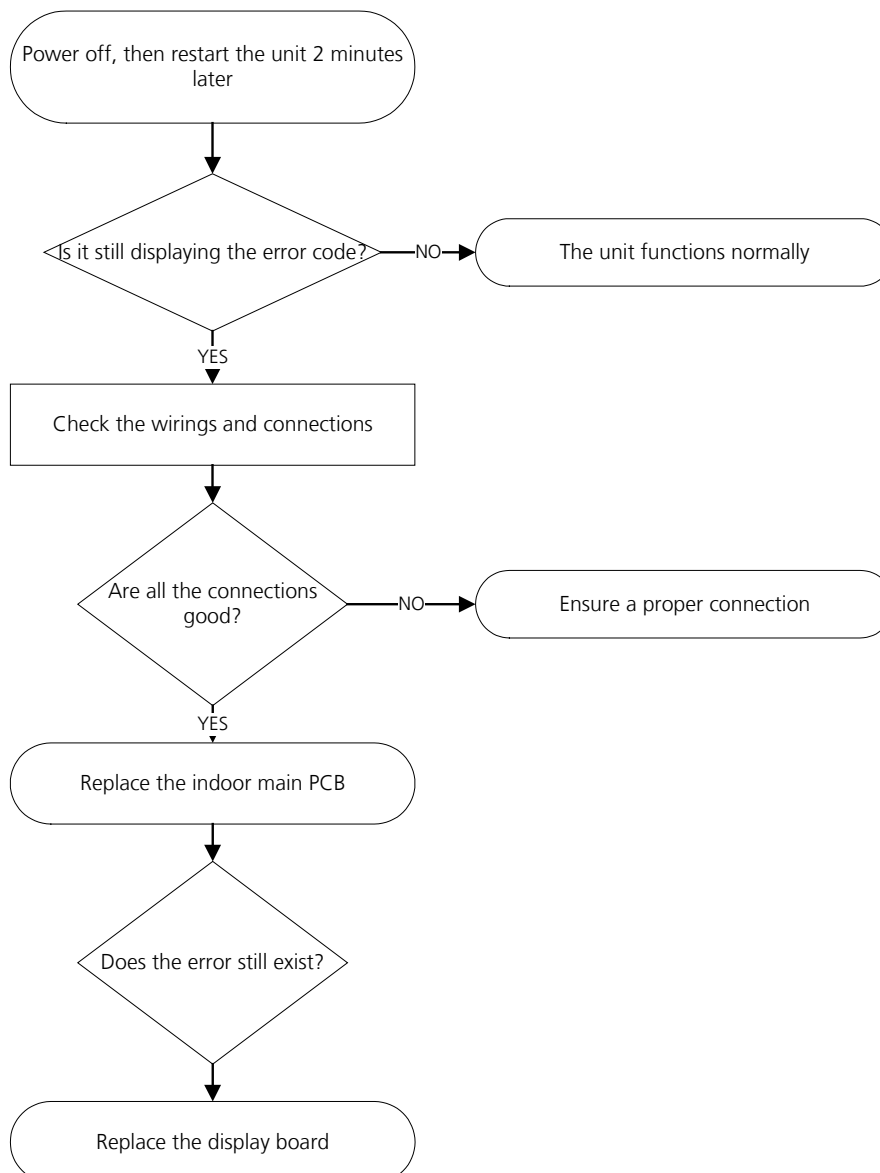 Power off, then restart the unit 2 minutes
later
Is it still displaying the error code?
NO
The unit functions normally
YES
Check the wirings and connections
Are all the connections
good?
NO
Ensure a proper connection
YES
Replace the indoor main PCB
Does the error still exist?
Replace the display board